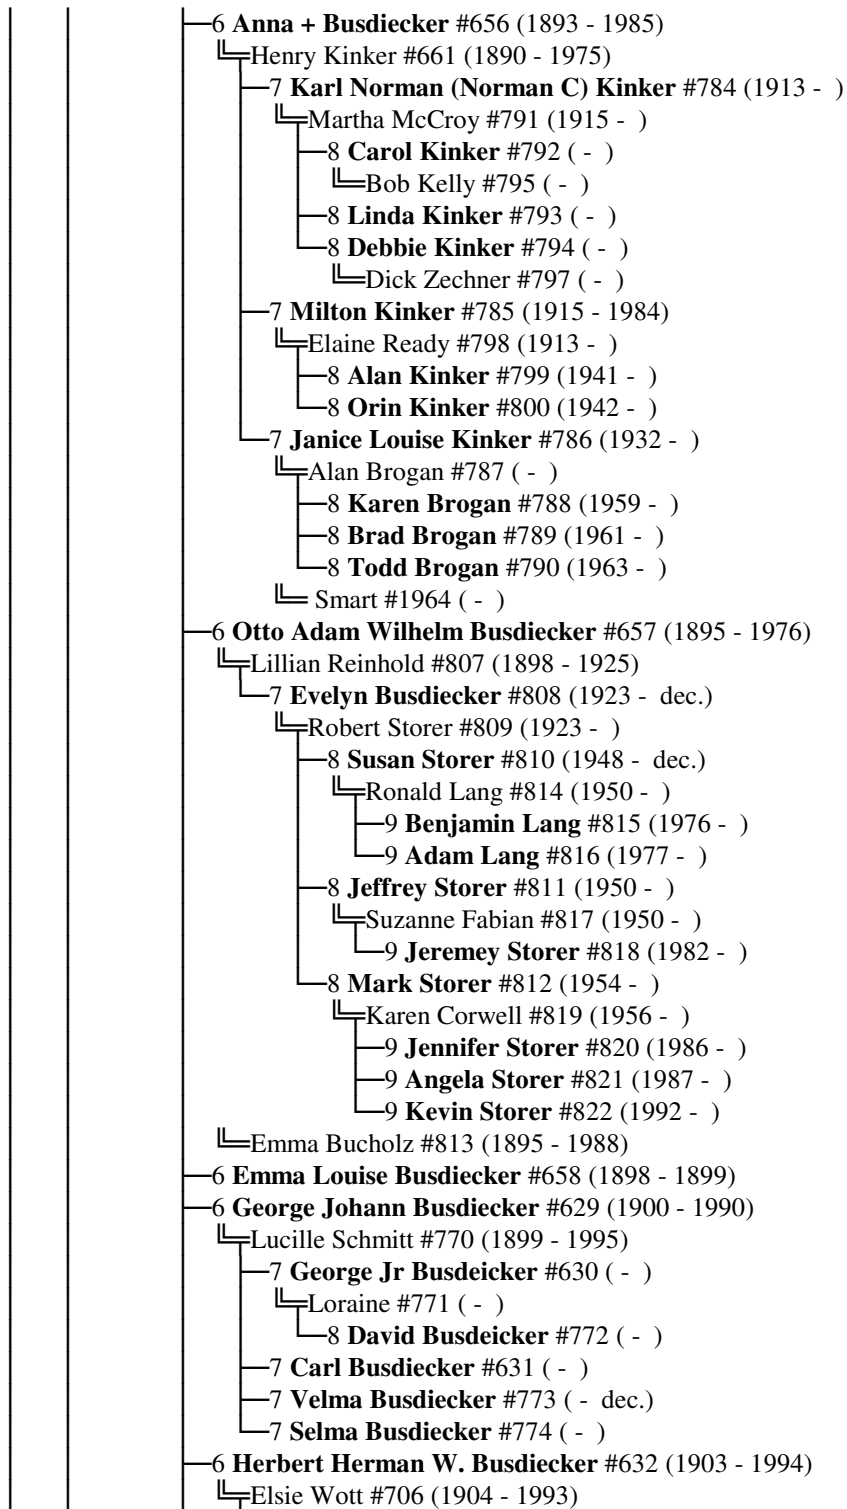 6 Anna + Busdiecker #656 (1893 - 1985)
Henry Kinker #661 (1890 - 1975)
7 Karl Norman (Norman C) Kinker #784 (1913 - )
Martha McCroy #791 (1915 - )
8 Carol Kinker #792 ( - )
Bob Kelly #795 ( - )
8 Linda Kinker #793 ( - )
8 Debbie Kinker #794 ( - )
Dick Zechner #797 ( - )
7 Milton Kinker #785 (1915 - 1984)
Elaine Ready #798 (1913 - )
8 Alan Kinker #799 (1941 - )
8 Orin Kinker #800 (1942 - )
7 Janice Louise Kinker #786 (1932 - )
Alan Brogan #787 ( - )
8 Karen Brogan #788 (1959 - )
8 Brad Brogan #789 (1961 - )
8 Todd Brogan #790 (1963 - )
Smart #1964 ( - )
6 Otto Adam Wilhelm Busdiecker #657 (1895 - 1976)
Lillian Reinhold #807 (1898 - 1925)
7 Evelyn Busdiecker #808 (1923 - dec.)
Robert Storer #809 (1923 - )
8 Susan Storer #810 (1948 - dec.)
Ronald Lang #814 (1950 - )
9 Benjamin Lang #815 (1976 - )
9 Adam Lang #816 (1977 - )
8 Jeffrey Storer #811 (1950 - )
Suzanne Fabian #817 (1950 - )
9 Jeremey Storer #818 (1982 - )
8 Mark Storer #812 (1954 - )
Karen Corwell #819 (1956 - )
9 Jennifer Storer #820 (1986 - )
9 Angela Storer #821 (1987 - )
9 Kevin Storer #822 (1992 - )
Emma Bucholz #813 (1895 - 1988)
6 Emma Louise Busdiecker #658 (1898 - 1899)
6 George Johann Busdiecker #629 (1900 - 1990)
Lucille Schmitt #770 (1899 - 1995)
7 George Jr Busdeicker #630 ( - )
Loraine #771 ( - )
8 David Busdeicker #772 ( - )
7 Carl Busdiecker #631 ( - )
7 Velma Busdiecker #773 ( - dec.)
7 Selma Busdiecker #774 ( - )
6 Herbert Herman W. Busdiecker #632 (1903 - 1994)
Elsie Wott #706 (1904 - 1993)